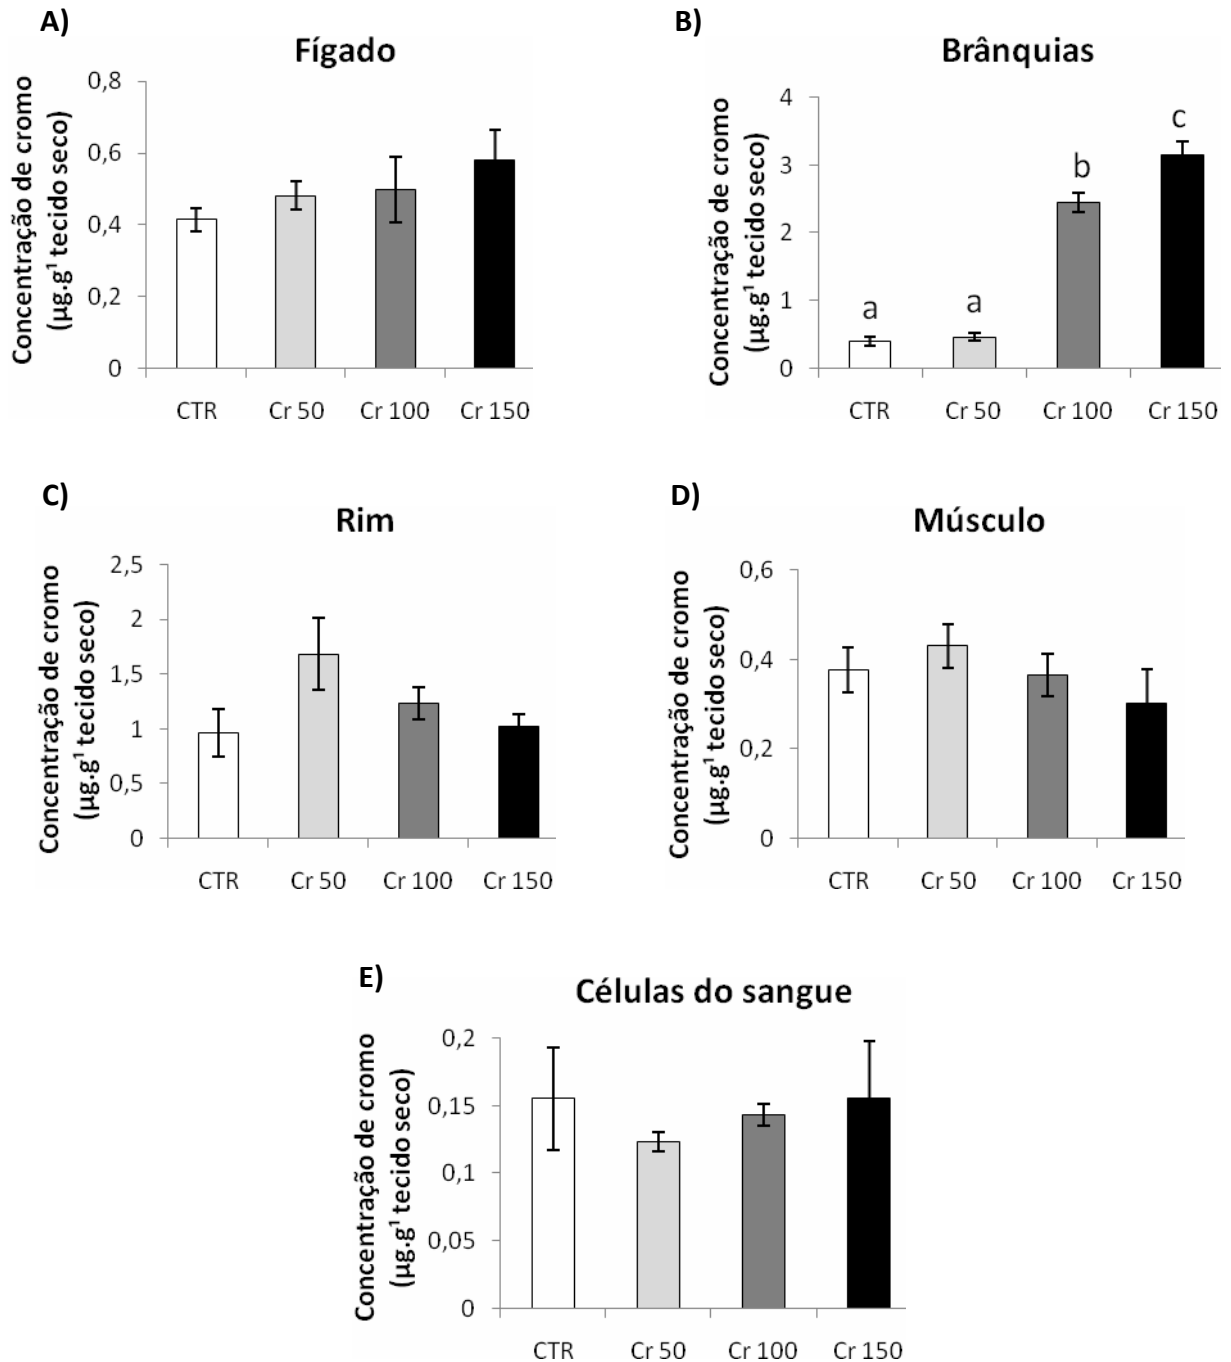 A)
Fígado
Concentração de cromo
(µg.g¹ tecido seco)
0,8
0,6
0,4
0,2
0
CTR Cr 50 Cr 100 Cr 150
B)
Brânquias
Concentração de cromo
(µg.g¹ tecido seco)
4
3
2
1
0
a a b c
CTR Cr 50 Cr 100 Cr 150
C)
Rim
Concentração de cromo
(µg.g¹ tecido seco)
2,5
2
1,5
1
0,5
0
CTR Cr 50 Cr 100 Cr 150
D)
Músculo
Concentração de cromo
(µg.g¹ tecido seco)
0,6
0,4
0,2
0
CTR Cr 50 Cr 100 Cr 150
E)
Células do sangue
Concentração de cromo
(µg.g¹ tecido seco)
0,2
0,15
0,1
0,05
0
CTR Cr 50 Cr 100 Cr 150